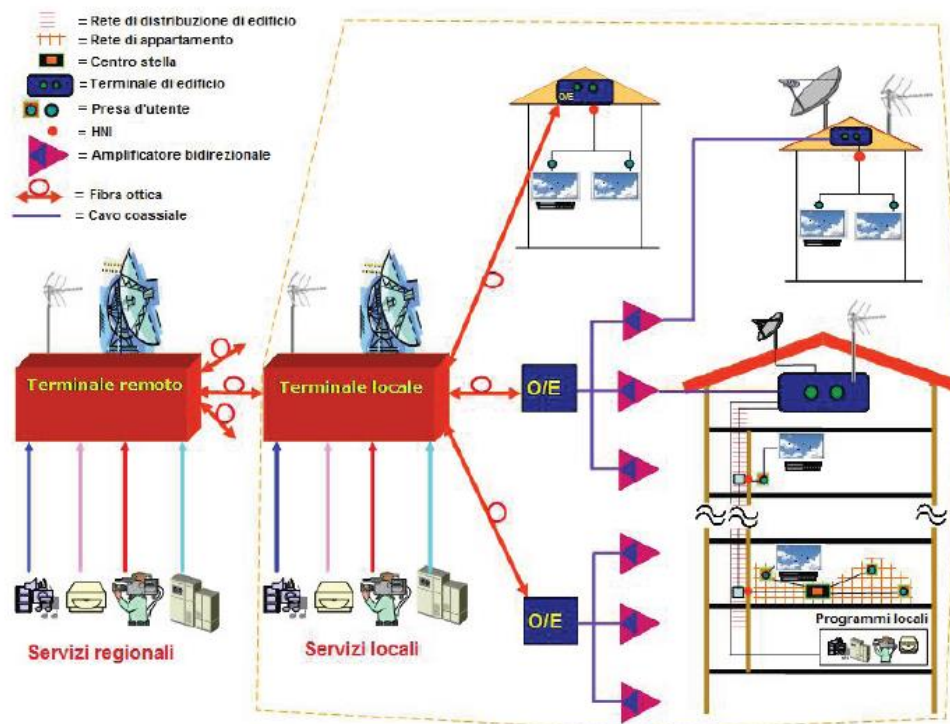 = Rete di distribuzione di edificio
= Rete di appartamento
= Centro stella
= Terminale di edificio
= Presa d'utente
= HNI
= Amplificatore bidirezionale
= Fibra ottica
= Cavo coassiale
O/E
Terminale remoto
Terminale locale
O/E
O/E
Programmi locali
Servizi regionali
Servizi locali